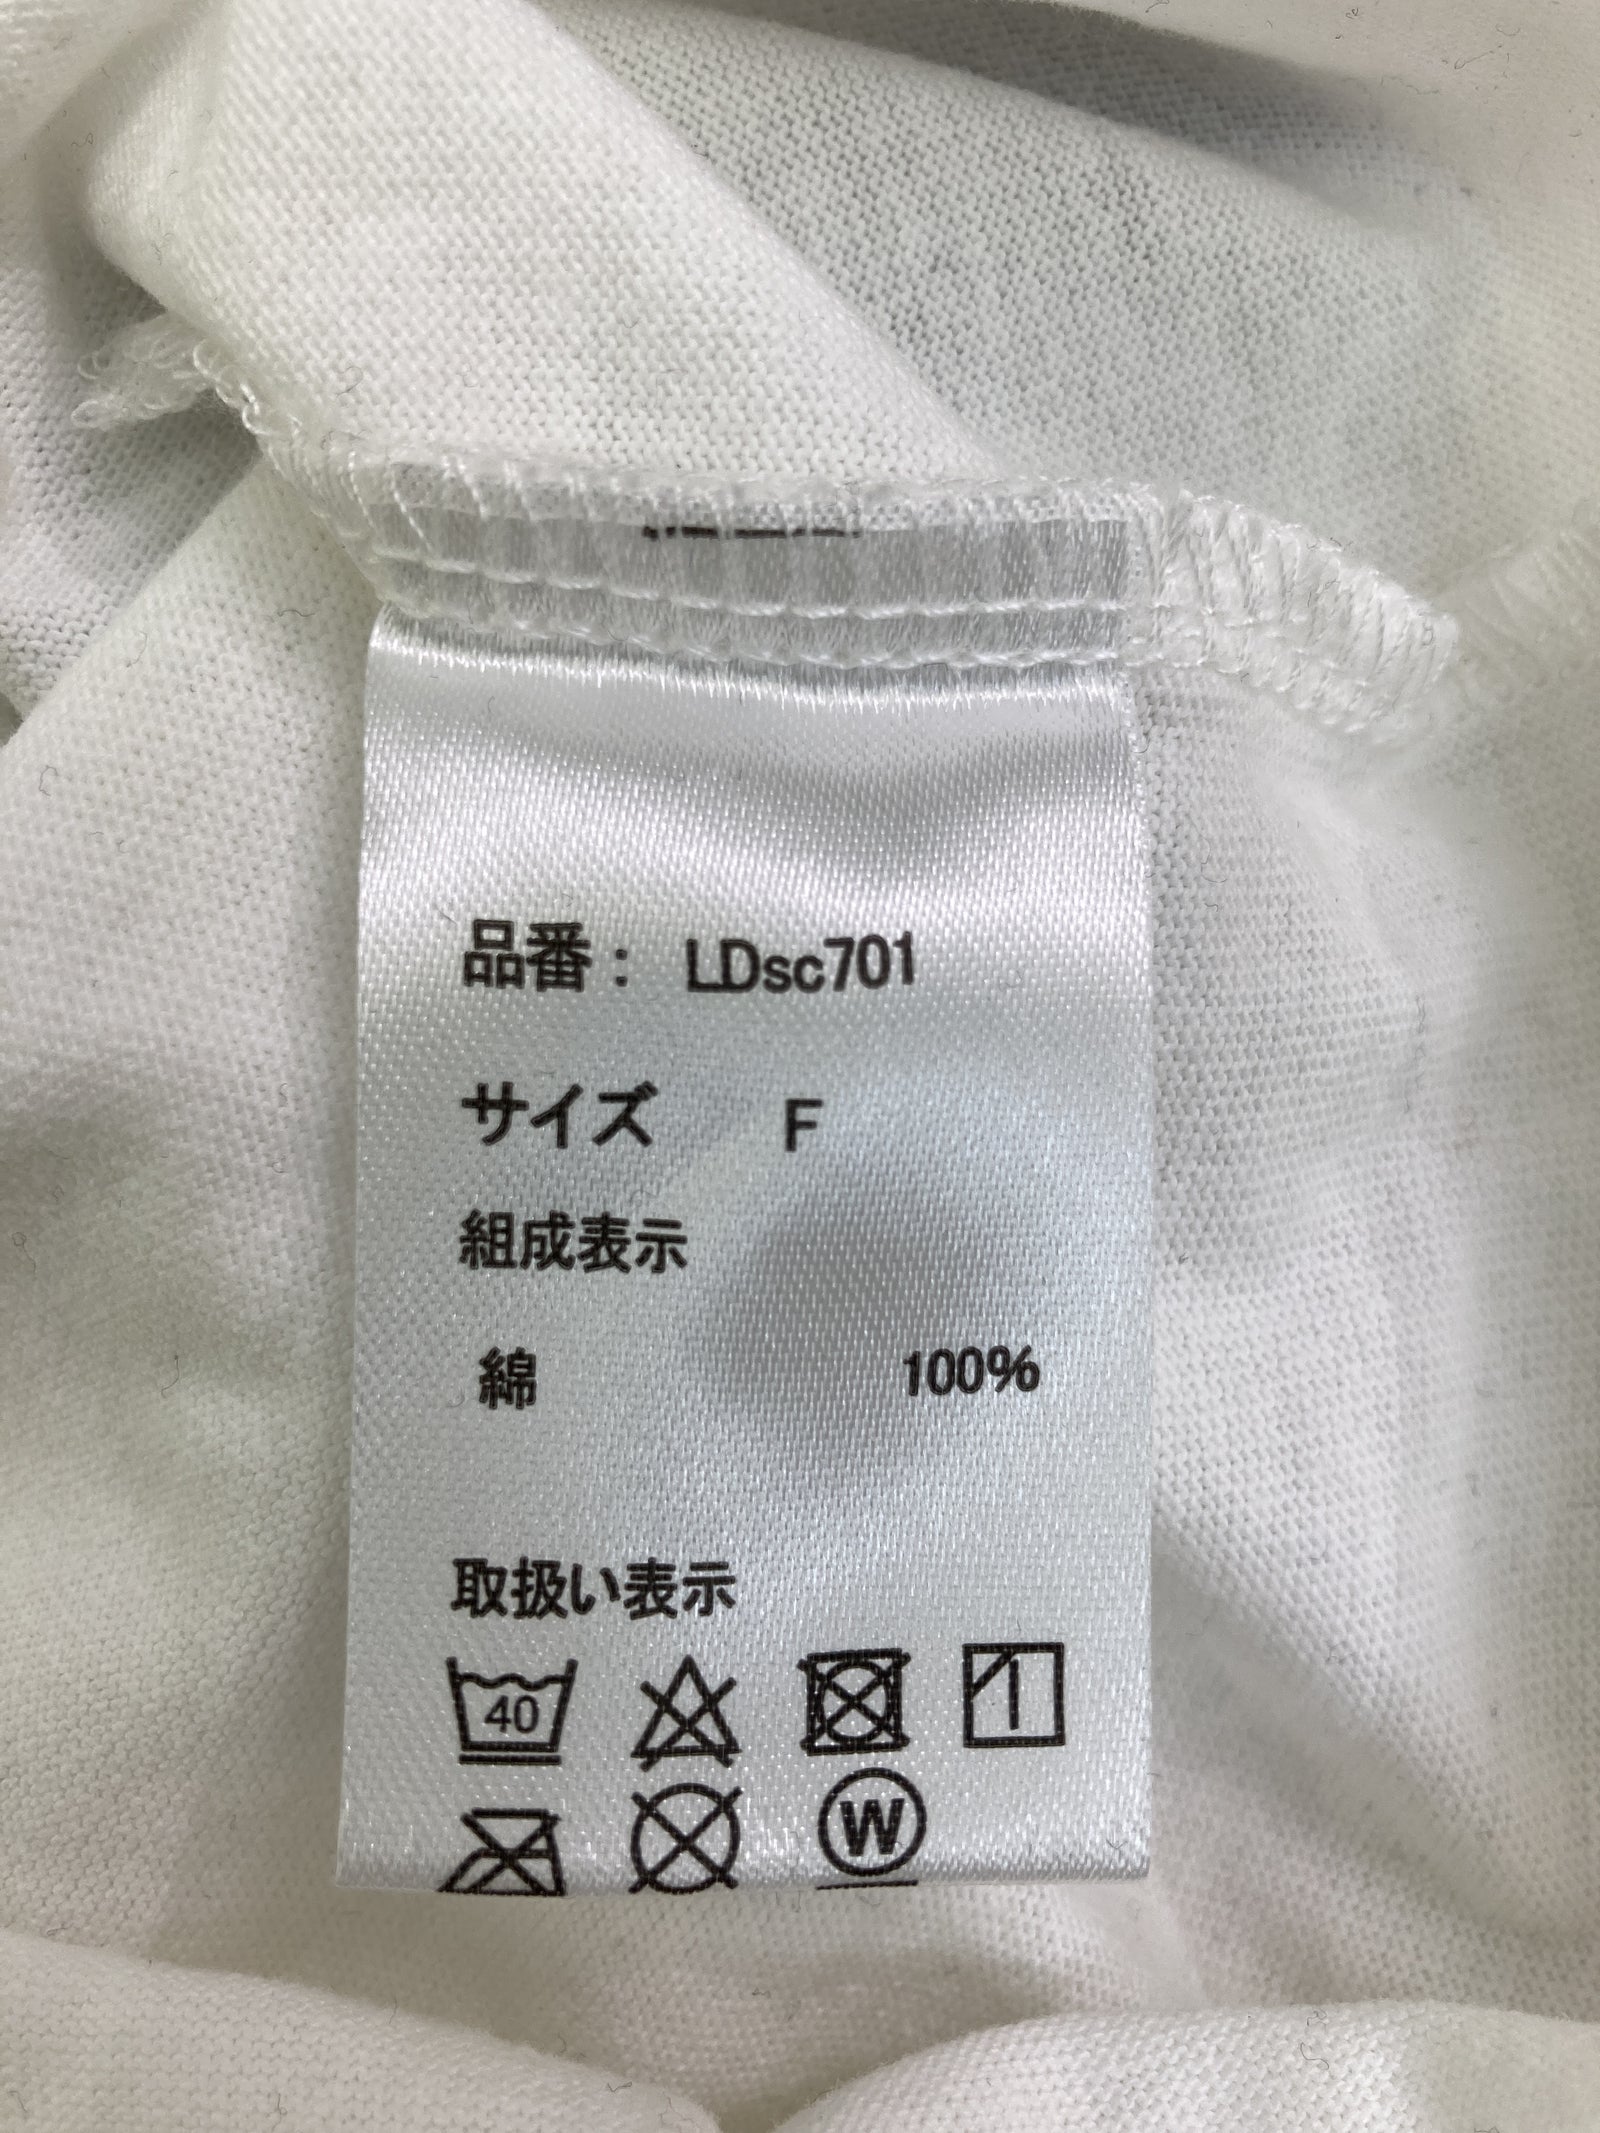 品番： LDsc701
サイズ F
組成表示
綿 100%
取扱い表示
40
W